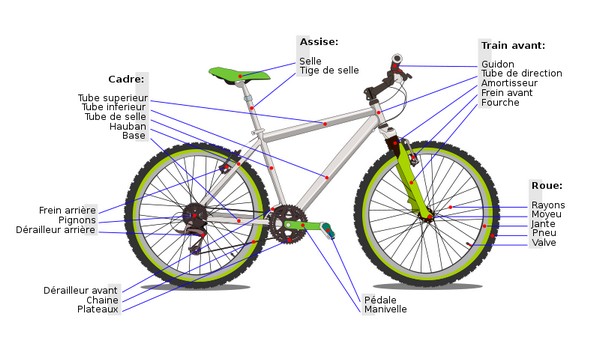 Assise:
Selle
Tige de selle
Train avant:
Guidon
Tube de direction
Amortisseur
Frein avant
Fourche
Cadre:
Tube superieur
Tube inferieur
Tube de selle
Hauban
Base
Roue:
Rayons
Moyeu
Jante
Pneu
Valve
Frein arrière
Pignons
Dérailleur arrière
Dérailleur avant
Chaine
Plateaux
Pédale
Manivelle